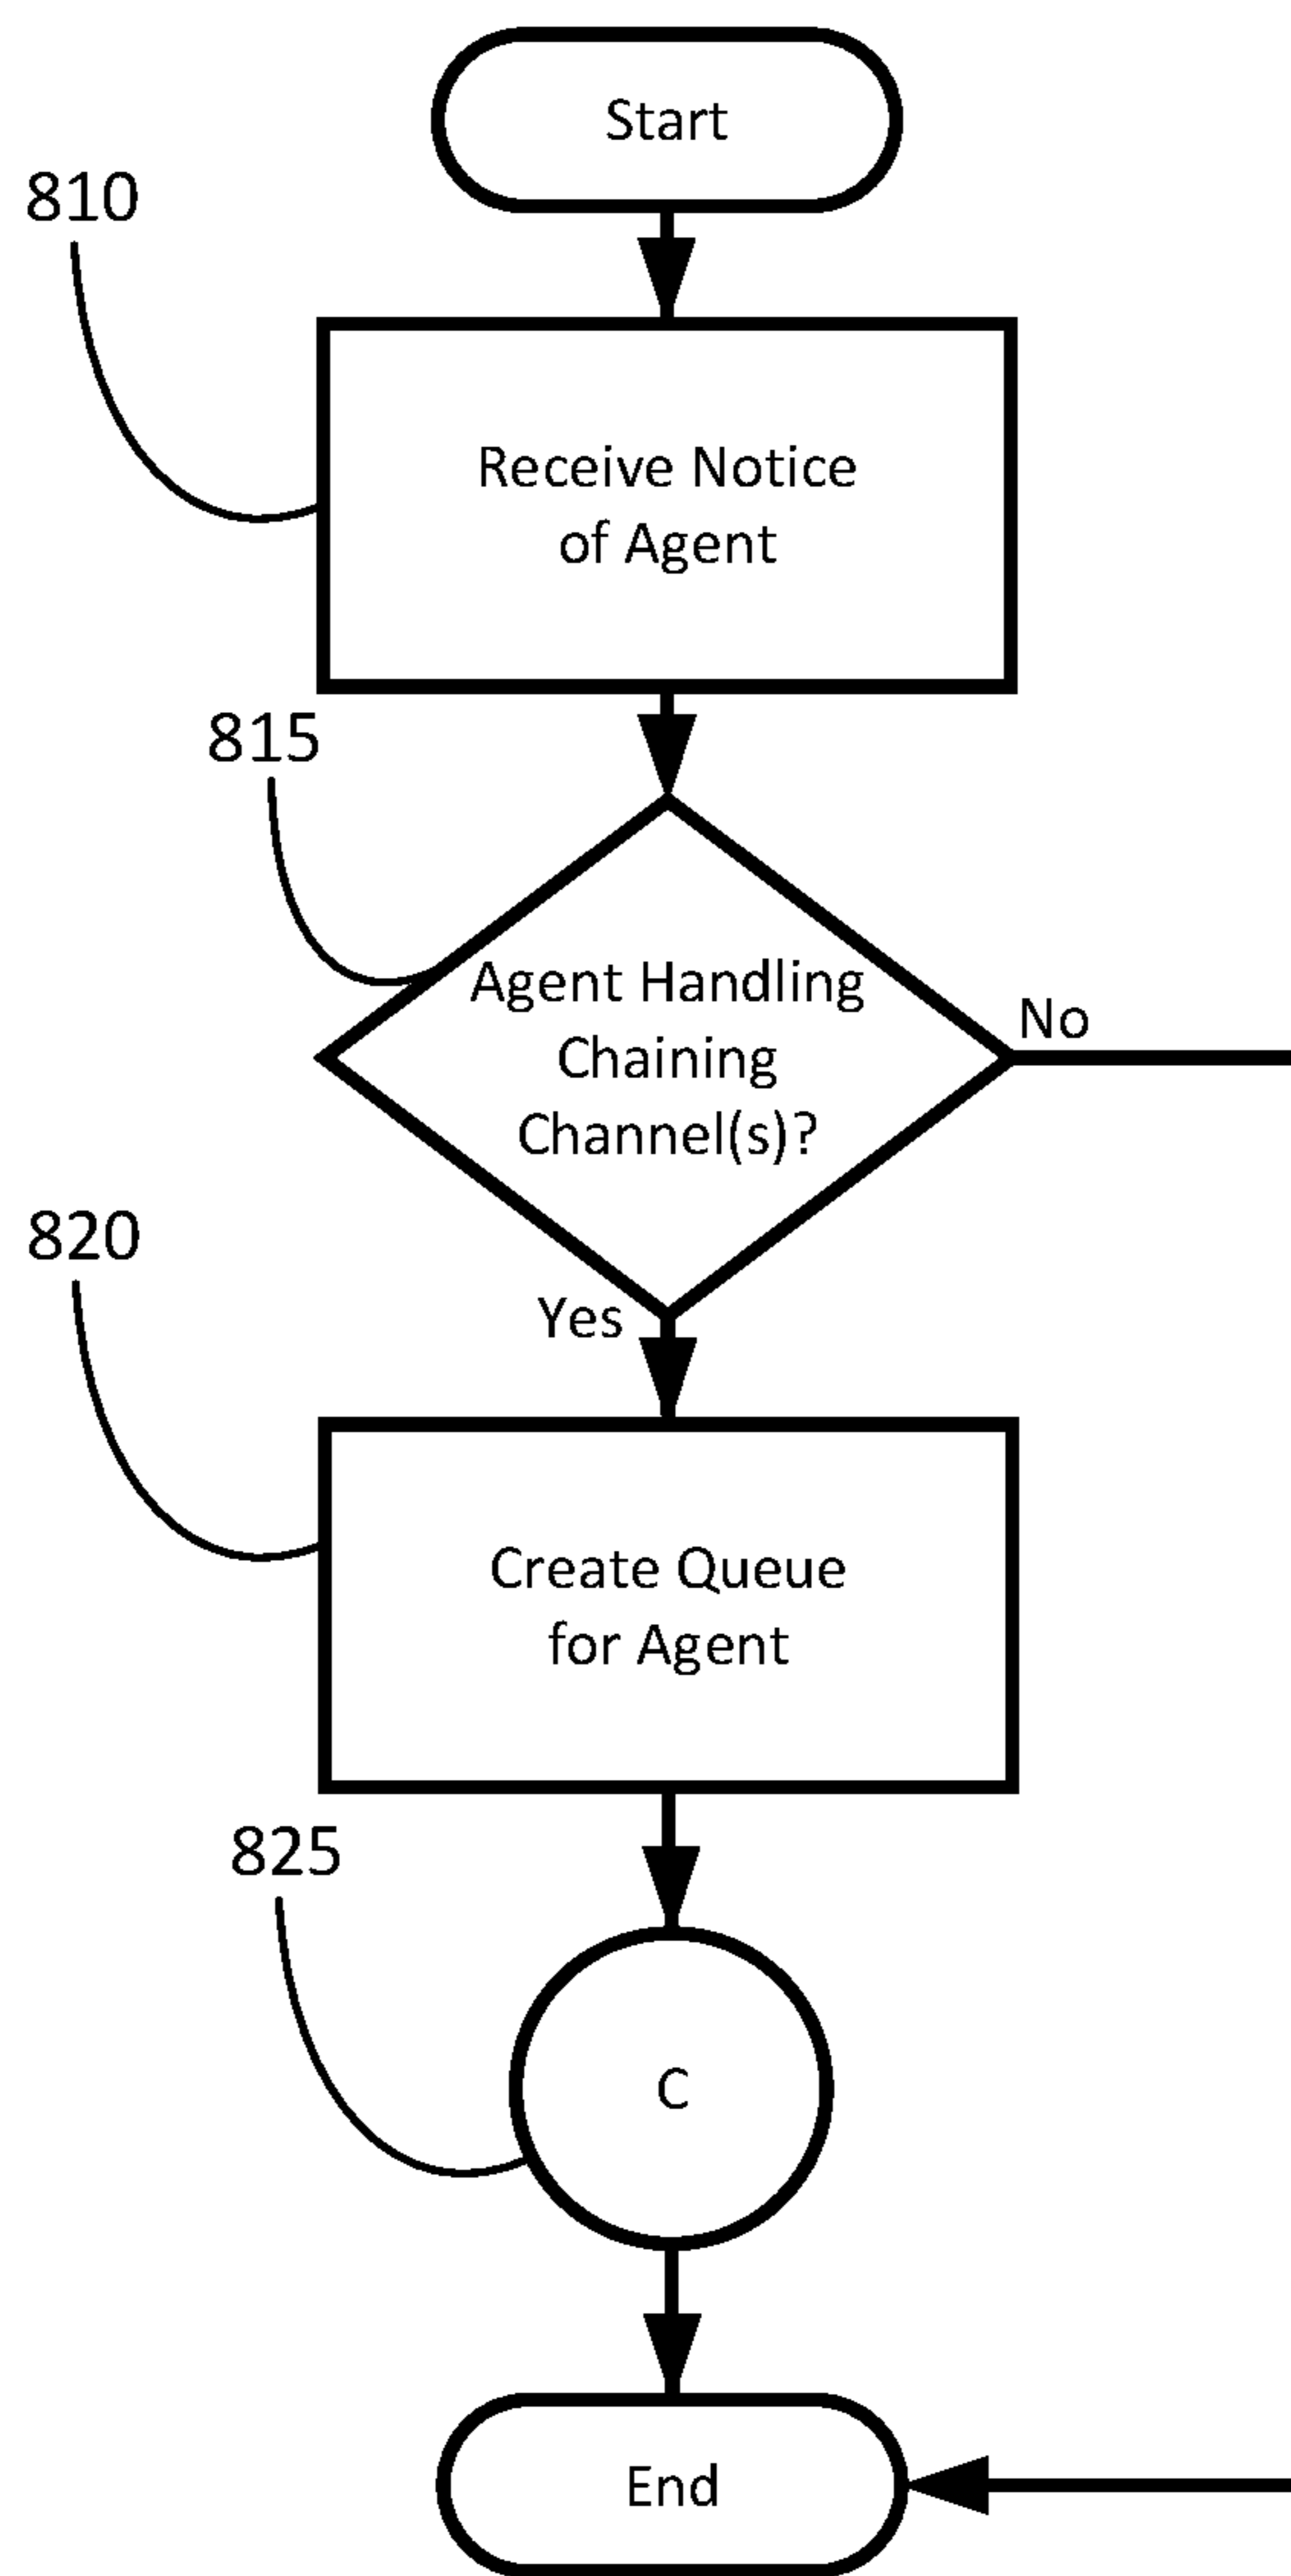 Start
810
Receive Notice
of Agent
815
Agent Handling
Chaining
Channel(s)?
No
820
Yes
Create Queue
for Agent
825
C
End